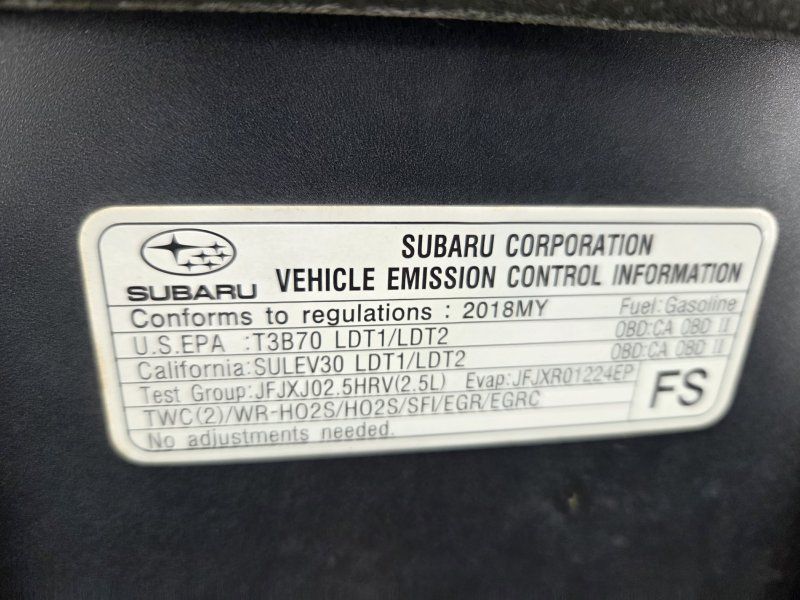 SUBARU CORPORATION
SUBARU VEHICLE EMISSION CONTROL INFORMATION
Conforms to regulations : 2018MY Fuel:Gasoline
U.S.EPA :T3B70 LDT1/LDT2 OBD:CA OBD II
California:SULEV30 LDT1/LDT2 OBD:CA OBD II
Test Group:JFJXJ02.5HRV(2.5L) Evap:JFJXR01224EP
FS
TWC(2)/WR-HO2S/HO2S/SFI/EGR/EGRC
No adjustments needed.